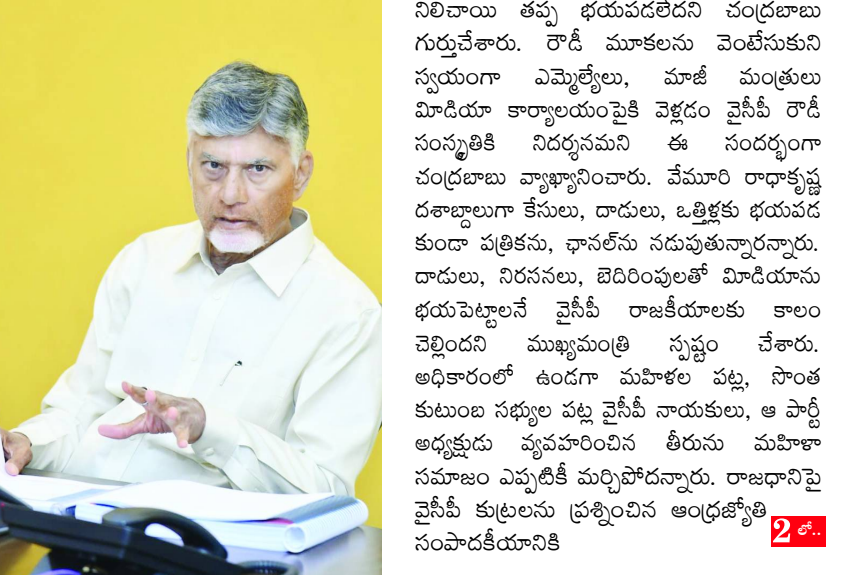 నిలిచాయి తప్ప భయపడలేదని చంద్రబాబు
గుర్తుచేశారు. రౌడీ మూకలను వెంటేసుకుని
స్వయంగా ఎమ్మెల్యేలు, మాజీ మంత్రులు
మీడియా కార్యాలయంపైకి వెళ్లడం వైసీపీ రౌడీ
సంస్కృతికి నిదర్శనమని ఈ సందర్భంగా
చంద్రబాబు వ్యాఖ్యానించారు. వేమూరి రాధాకృష్ణ
దశాబ్దాలుగా కేసులు, దాడులు, ఒత్తిళ్లకు భయపడ
కుండా పత్రికను, ఛానల్‌ను నడుపుతున్నారన్నారు.
దాడులు, నిరసనలు, బెదిరింపులతో మీడియాను
భయపెట్టాలనే వైసీపీ రాజకీయాలకు కాలం
చెల్లిందని ముఖ్యమంత్రి స్పష్టం చేశారు.
అధికారంలో ఉండగా మహిళల పట్ల, సొంత
కుటుంబ సభ్యుల పట్ల వైసీపీ నాయకులు, ఆ పార్టీ
అధ్యక్షుడు వ్యవహరించిన తీరును మహిళా
సమాజం ఎప్పటికీ మర్చిపోదన్నారు. రాజధానిపై
వైసీపీ కుట్రలను ప్రశ్నించిన ఆంధ్రజ్యోతి
సంపాదకీయానికి
2 లో..